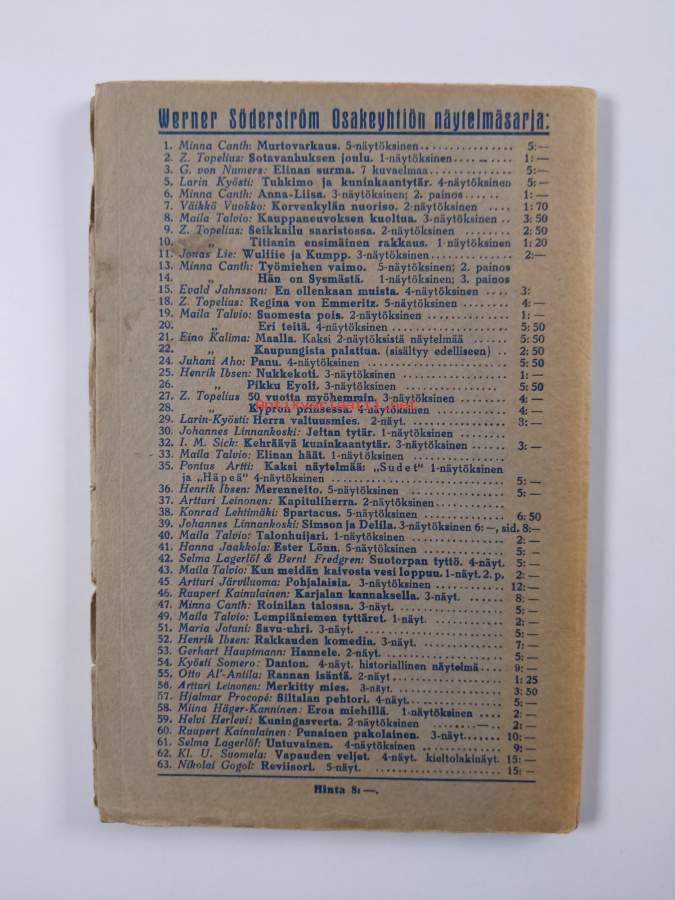 Werner Söderström Osakeyhtiön näytelmäsarja:
1. Minna Canth: Murtovarkaus. 5-näytöksinen .................. 5: —
2. Z. Topelius: Sotavanhuksen joulu. 1-näytöksinen .......... 1: —
3. G. von Numers: Elinan surma. 7 kuvaelmaa ............... 5: —
5. Larin Kyösti: Tuhkimo ja kuninkaantytär. 4-näytöksinen 5: —
6. Minna Canth: Anna-Liisa. 3-näytöksinen; 2. painos ...... 1: —
7. Väikkö Vuokko: Korvenkylän nuoriso. 2-näytöksinen ..... 1: 70
8. Maila Talvio: Kauppaneuvoksen kuoltua. 3-näytöksinen .. 3: 50
9. Z. Topelius: Seikkailu saaristossa. 2-näytöksinen ........ 2: 50
10. „ Titianin ensimäinen rakkaus. 1-näytöksinen 1: 20
11. Jonas Lie: Wulffie ja Kumpp. 3-näytöksinen ............ 2: —
13. Minna Canth: Työmiehen vaimo. 5-näytöksinen; 2. painos
14. „ Hän on Sysmästä. 1-näytöksinen; 3. painos
15. Evald Jahnsson: En ollenkaan muista. 4-näytöksinen .... 3:
18. Z. Topelius: Regina von Emmeritz. 5-näytöksinen ........ 4: —
19. Maila Talvio: Suomesta pois. 2-näytöksinen ............. 1: —
20. „ Eri teitä. 4-näytöksinen .................. 5: 50
21. Eino Kalima: Maalla. Kaksi 2-näytöksistä näytelmää ..... 5: 50
22. „ Kaupungista palattua. (sisältyy edelliseen) .. 2: 50
24. Juhani Aho: Panu. 4-näytöksinen ...................... 5: 50
25. Henrik Ibsen: Nukkekoti. 3-näytöksinen ................ 1: —
26. „ Pikku Eyolf. 3-näytöksinen .............. 5: 50
27. Z. Topelius 50 vuotta myöhemmin. 3-näytöksinen ....... 4: —
28. „ Kypron prinsessa. 4-näytöksinen .......... 4: —
29. Larin-Kyösti: Herra valtuusmies. 2-näyt. ............... 3: —
30. Johannes Linnankoski: Jeftan tytär. 1-näytöksinen ......
32. I. M. Sick: Kehräävä kuninkaantytär. 3-näytöksinen .... 3: —
33. Maila Talvio: Elinan häät. 1-näytöksinen ..............
35. Pontus Artti: Kaksi näytelmää: „Sudet" 1-näytöksinen
ja „Häpeä" 4-näytöksinen ......................... 5: —
36. Henrik Ibsen: Merenneito. 5-näytöksinen .............. 5: —
37. Artturi Leinonen: Kapituliherra. 2-näytöksinen ..........
38. Konrad Lehtimäki: Spartacus. 5-näytöksinen ............ 6: 50
39. Johannes Linnankoski: Simson ja Delila. 3-näytöksinen 6: —, sid. 8: —
40. Maila Talvio: Talonhuijari. 1-näytöksinen .............. 2: —
41. Hanna Jaakkola: Ester Lönn. 5-näytöksinen ............ 5: —
42. Selma Lagerlöf & Bernt Fredgren: Suotorpan tyttö. 4-näyt. 5: —
43. Maila Talvio: Kun meidän kaivosta vesi loppuu. 1-näyt. 2. p. 2: —
45 Artturi Järviluoma: Pohjalaisia. 3-näytöksinen .......... 12: —
46. Ruupert Kainulainen: Karjalan kannaksella. 3-näyt. ...... 8: —
47. Minna Canth: Roinilan talossa. 3-näyt. ................. 5: —
49. Maila Talvio: Lempiäniemen tyttäret. 1-näyt. ............ 2: —
51. Maria Jotuni: Savu-uhri. 3-näyt. ....................... 5: —
52. Henrik Ibsen: Rakkauden komedia. 3-näyt. ............ 7: —
53. Gerhart Hauptmann: Hannele. 2-näyt. .................. 5: —
54. Kyösti Somero: Danton. 4-näyt. historiallinen näytelmä .. 9: —
55, Otto Al'-Antila: Rannan isäntä. 2-näyt. ................ 1: 25
56. Artturi Leinonen: Merkitty mies. 3-näyt. ................ 3: 50
57. Hjalmar Procopé: Siltalan pehtori. 4-näyt. .............. 5: —
58. Miina Häger-Kanninen: Eroa miehillä. 1-näytöksinen .... 2: —
59. Helvi Herlevi: Kuningasverta. 2-näytöksinen ............ 2: —
60. Ruupert Kainulainen: Punainen pakolainen. 3-näyt....... 10: —
61. Selma Lagerlöf: Untuvainen. 4-näytöksinen ............ 9: —
62. Kl. U. Suomela: Vapauden veljet. 4-näyt. kieltolakinäyt. 15: —
63. Nikolai Gogol: Reviisori. 5-näyt. ...................... 15: —
Hinta 8: —.